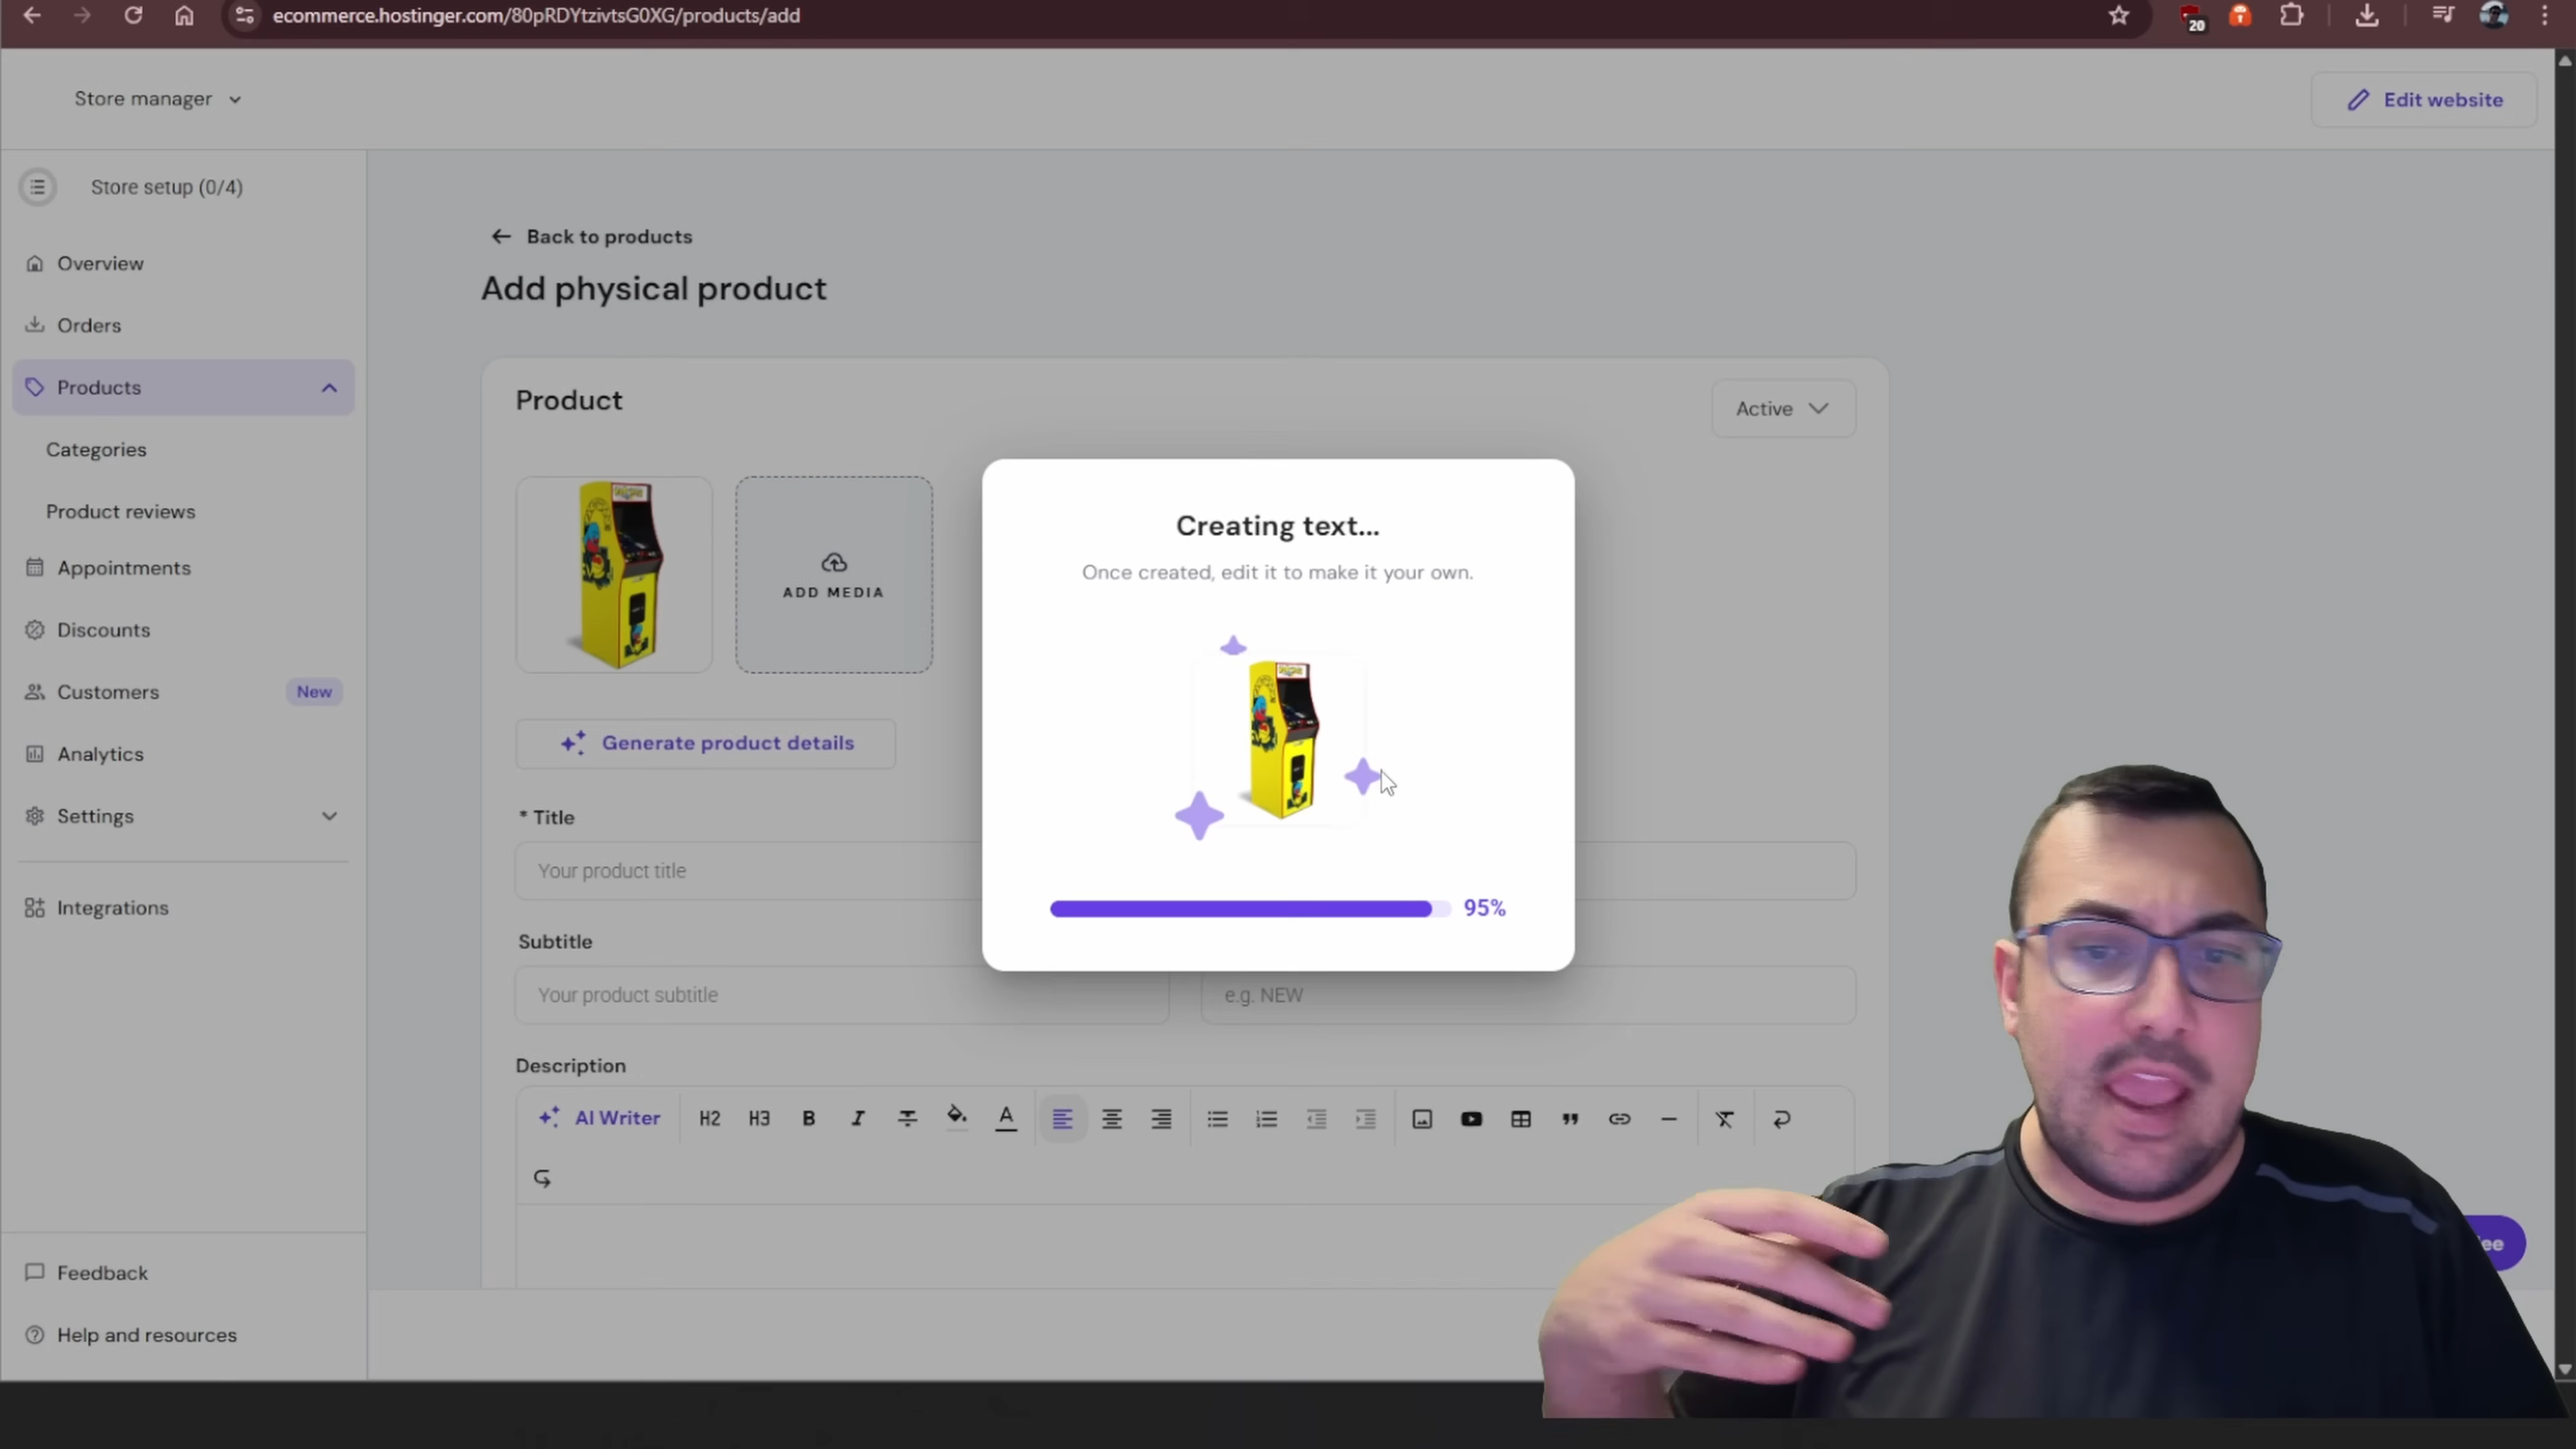 ecommerce.hostinger.com/80pRDYtzivtsG0XG/products/add
20
Store manager
Edit website
Store setup (0/4)
Overview
Orders
Products
Categories
Product reviews
Appointments
Discounts
Customers
New
Analytics
Settings
Integrations
Feedback
Help and resources
Back to products
Add physical product
Product
Active
ADD MEDIA
Generate product details
* Title
Your product title
Subtitle
Your product subtitle
e.g. NEW
Description
AI Writer
H2
H3
B
I
A
Creating text...
Once created, edit it to make it your own.
95%